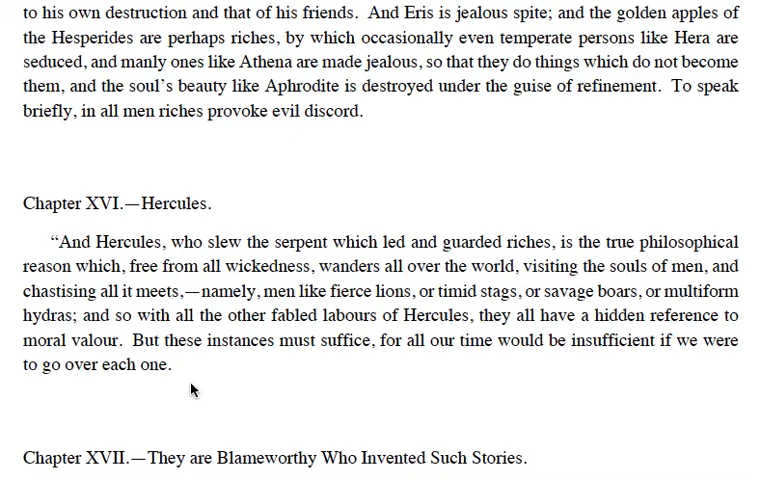 to his own destruction and that of his friends.  And Eris is jealous spite; and the golden apples of
the Hesperides are perhaps riches, by which occasionally even temperate persons like Hera are
seduced, and manly ones like Athena are made jealous, so that they do things which do not become
them, and the soul’s beauty like Aphrodite is destroyed under the guise of refinement.  To speak
briefly, in all men riches provoke evil discord.
Chapter XVI.—Hercules.
“And Hercules, who slew the serpent which led and guarded riches, is the true philosophical
reason which, free from all wickedness, wanders all over the world, visiting the souls of men, and
chastising all it meets,—namely, men like fierce lions, or timid stags, or savage boars, or multiform
hydras; and so with all the other fabled labours of Hercules, they all have a hidden reference to
moral valour.  But these instances must suffice, for all our time would be insufficient if we were
to go over each one.
Chapter XVII.—They are Blameworthy Who Invented Such Stories.